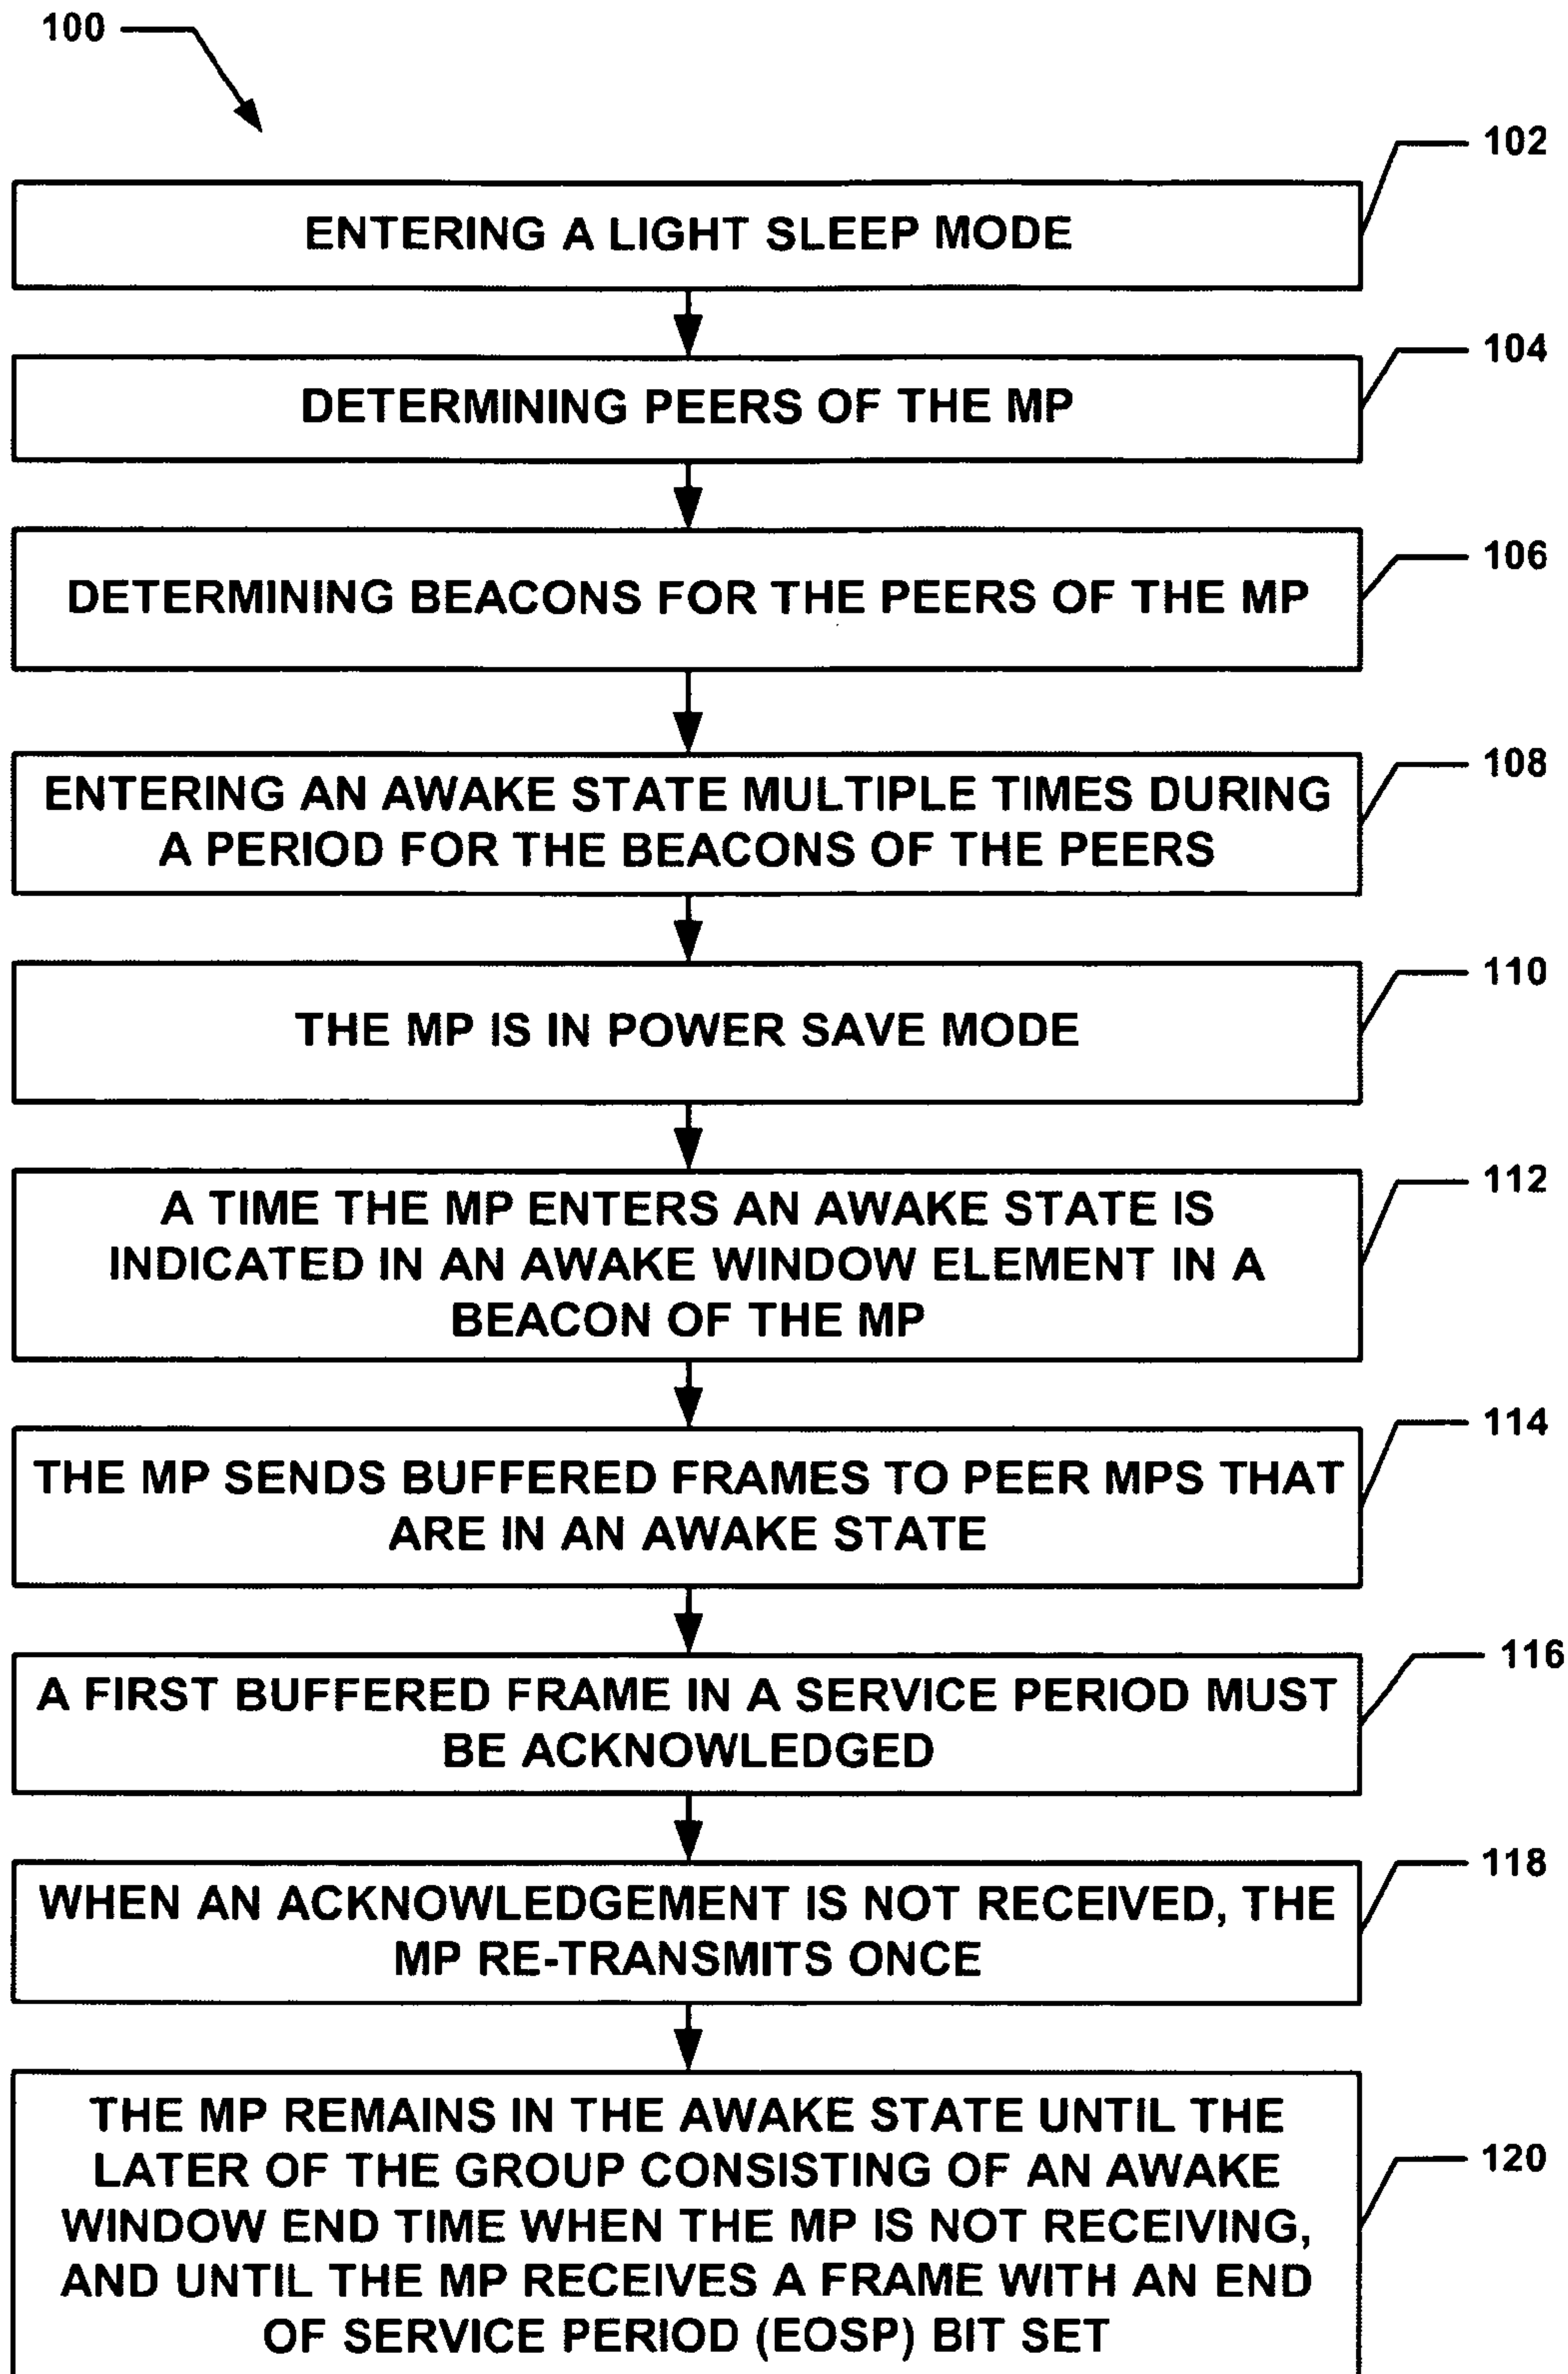 100
102
ENTERING A LIGHT SLEEP MODE
104
DETERMINING PEERS OF THE MP
106
DETERMINING BEACONS FOR THE PEERS OF THE MP
108
ENTERING AN AWAKE STATE MULTIPLE TIMES DURING
A PERIOD FOR THE BEACONS OF THE PEERS
110
THE MP IS IN POWER SAVE MODE
112
A TIME THE MP ENTERS AN AWAKE STATE IS
INDICATED IN AN AWAKE WINDOW ELEMENT IN A
BEACON OF THE MP
114
THE MP SENDS BUFFERED FRAMES TO PEER MPS THAT
ARE IN AN AWAKE STATE
116
A FIRST BUFFERED FRAME IN A SERVICE PERIOD MUST
BE ACKNOWLEDGED
118
WHEN AN ACKNOWLEDGEMENT IS NOT RECEIVED, THE
MP RE-TRANSMITS ONCE
120
THE MP REMAINS IN THE AWAKE STATE UNTIL THE
LATER OF THE GROUP CONSISTING OF AN AWAKE
WINDOW END TIME WHEN THE MP IS NOT RECEIVING,
AND UNTIL THE MP RECEIVES A FRAME WITH AN END
OF SERVICE PERIOD (EOSP) BIT SET